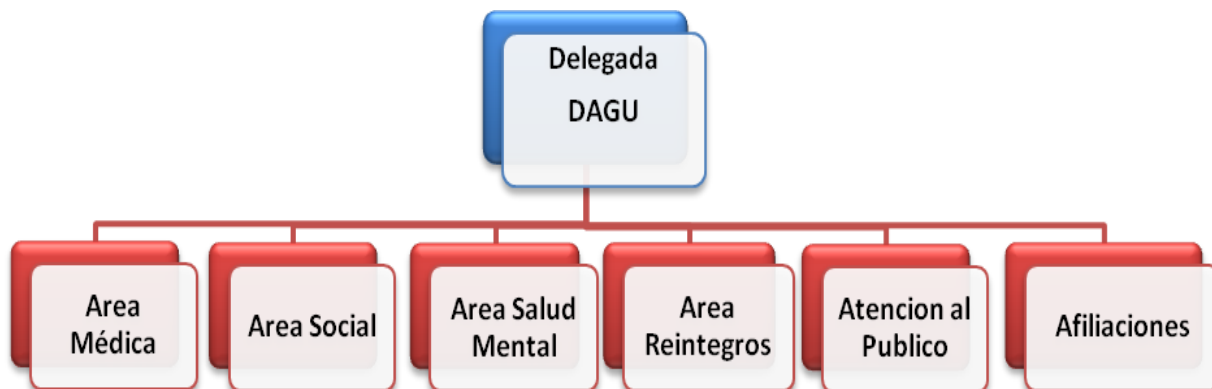 Delegada
DAGU
Area
Médica
Area Social
Area Salud
Mental
Area
Reintegros
Atencion al
Publico
Afiliaciones